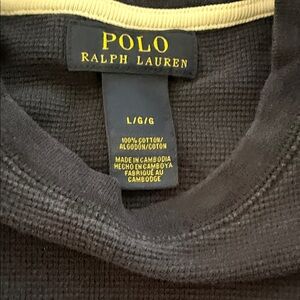 POLO
RALPH LAUREN
L/G/G
100% COTTON/
ALGODÓN/COTON
MADE IN CAMBODIA
HECHO EN CAMBOYA
FABRIQUÉ AU
CAMBODGE